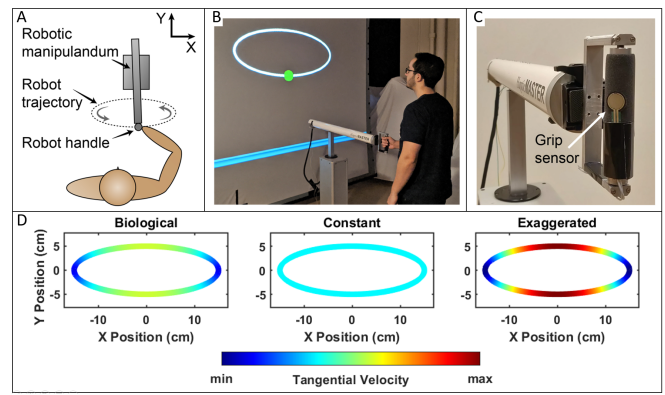 A
Y
X
Robotic
manipulandum
Robot
trajectory
Robot handle
B
C
MASTER
Grip
sensor
D
Biological
Constant
Exaggerated
Y Position (cm)
5
0
-5
-10
0
10
X Position (cm)
5
0
-5
-10
0
10
X Position (cm)
5
0
-5
-10
0
10
X Position (cm)
min
Tangential Velocity
max